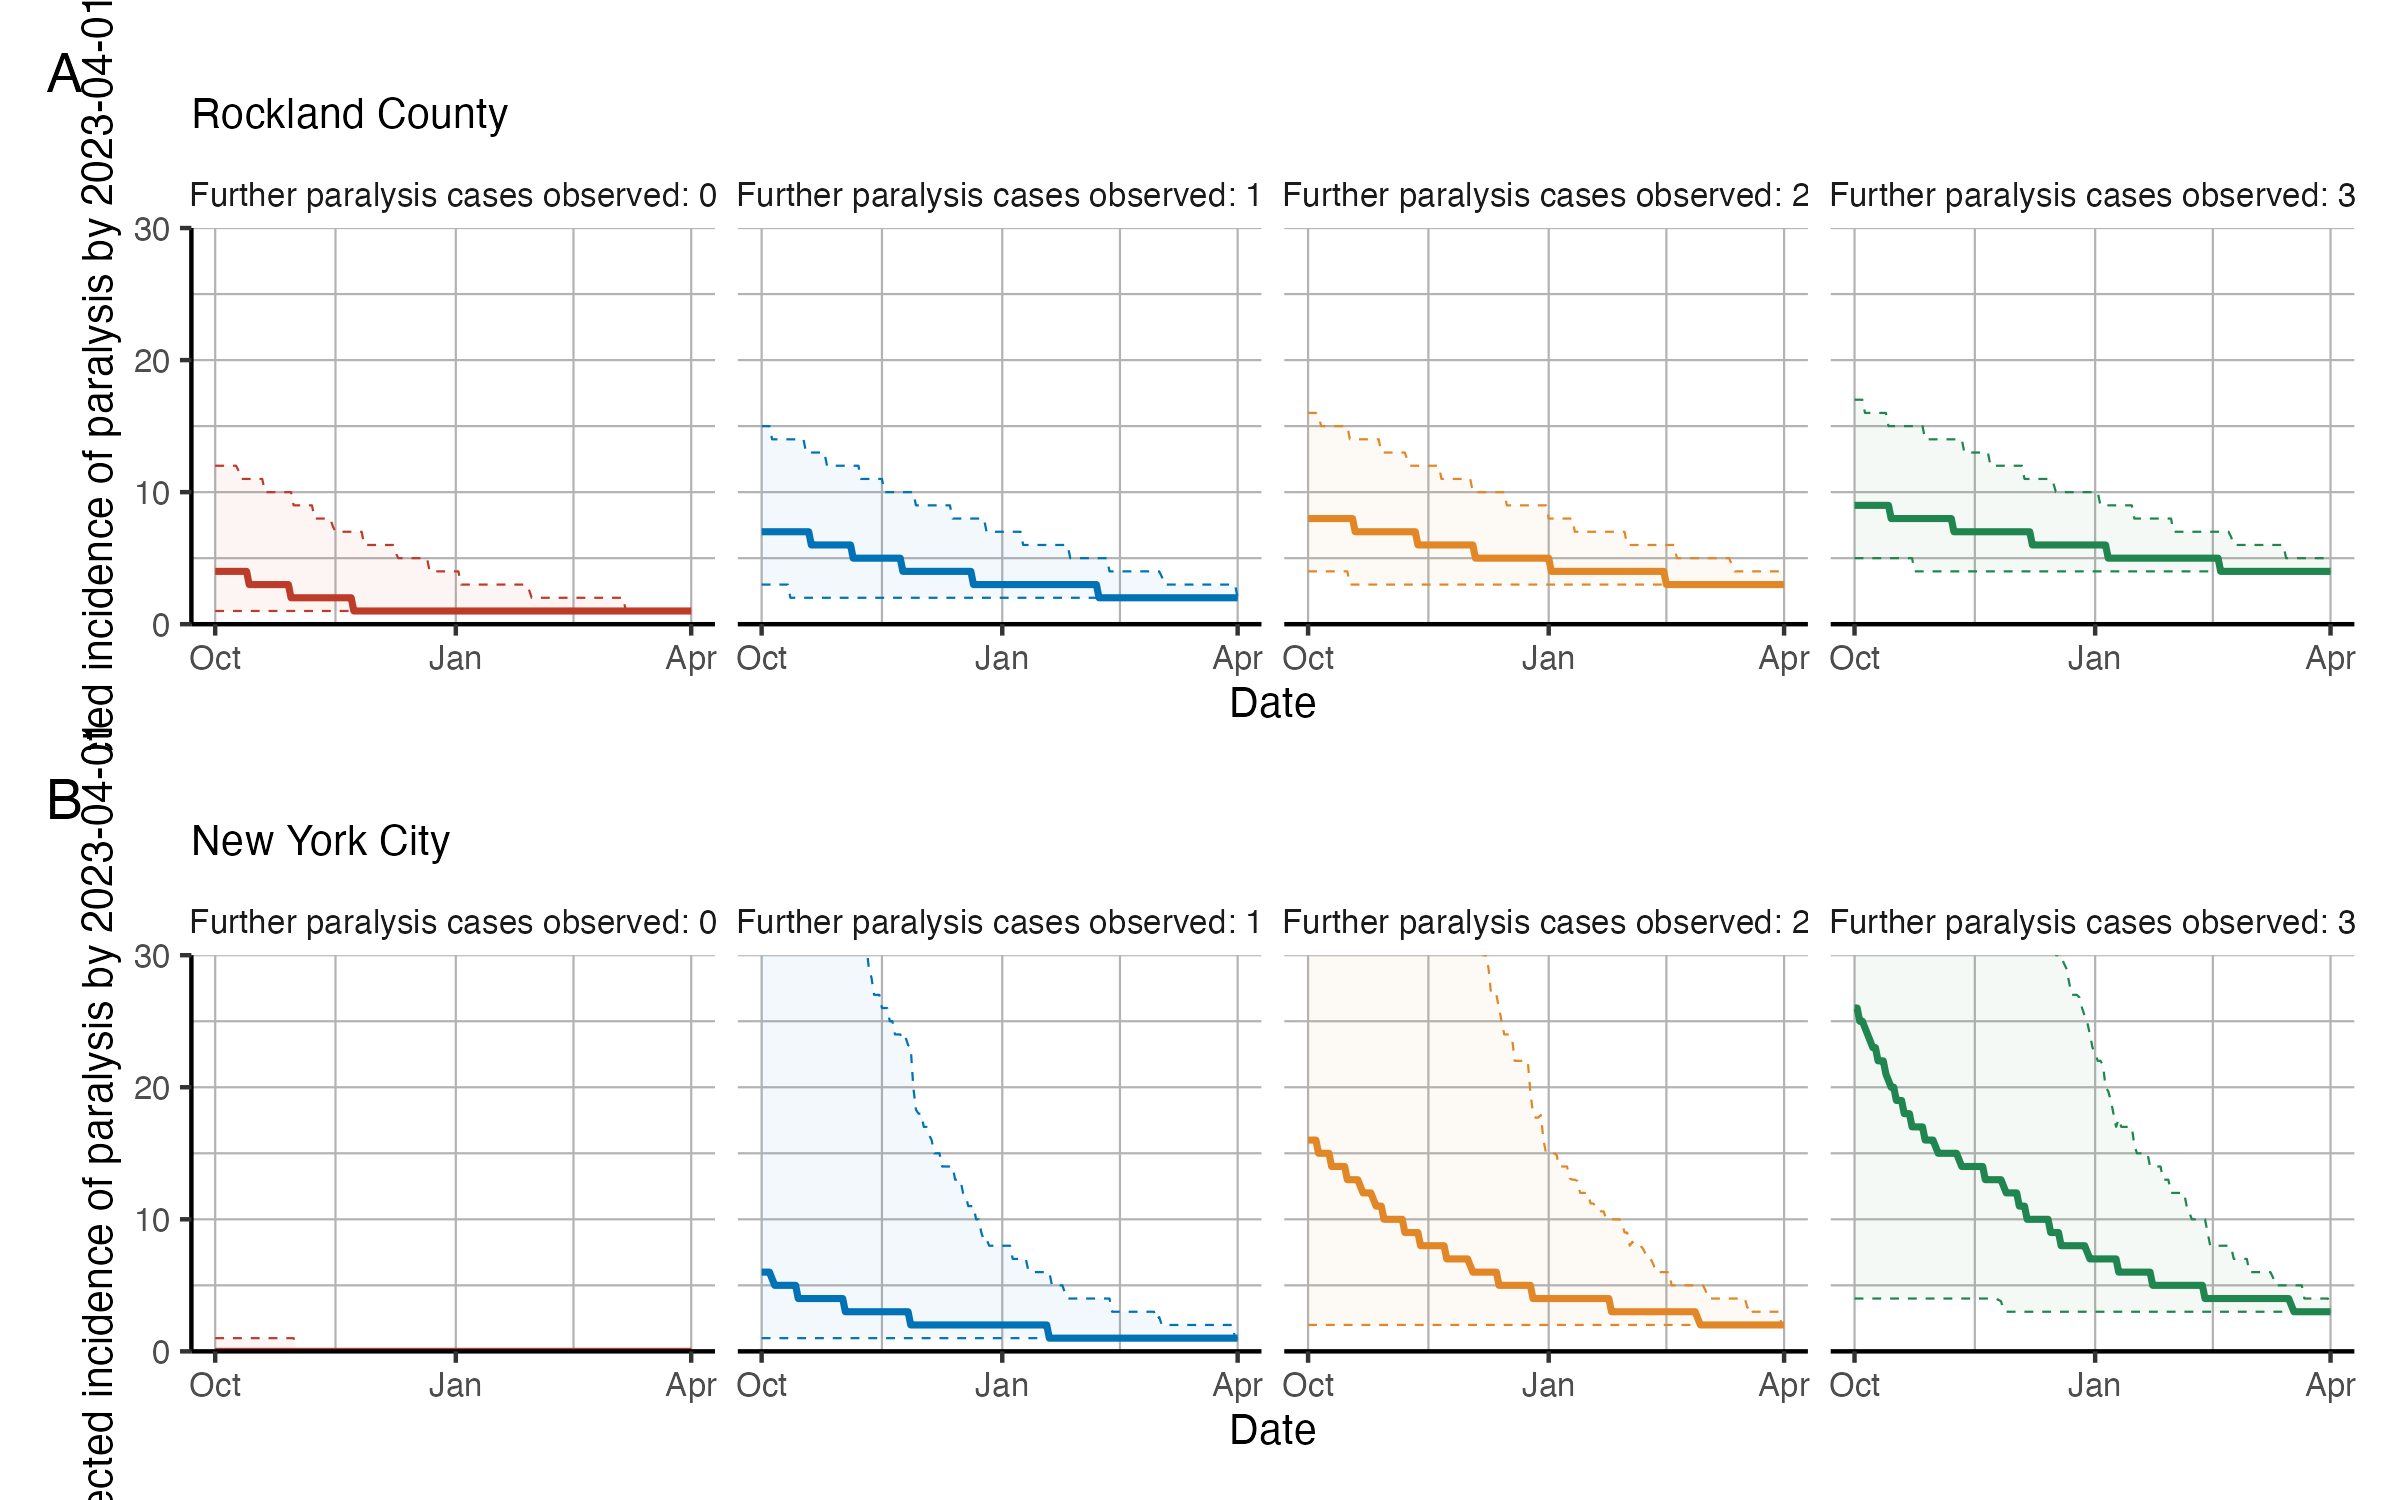 A
Rockland County
Further paralysis cases observed: 0
Further paralysis cases observed: 1
Further paralysis cases observed: 2
Further paralysis cases observed: 3
incidence of paralysis by 2023-04-01
30
20
10
0
Oct Jan Apr
Oct Jan Apr
Oct Jan Apr
Oct Jan Apr
Date
B
New York City
Further paralysis cases observed: 0
Further paralysis cases observed: 1
Further paralysis cases observed: 2
Further paralysis cases observed: 3
incidence of paralysis by 2023-04-01
30
20
10
0
Oct Jan Apr
Oct Jan Apr
Oct Jan Apr
Oct Jan Apr
Date